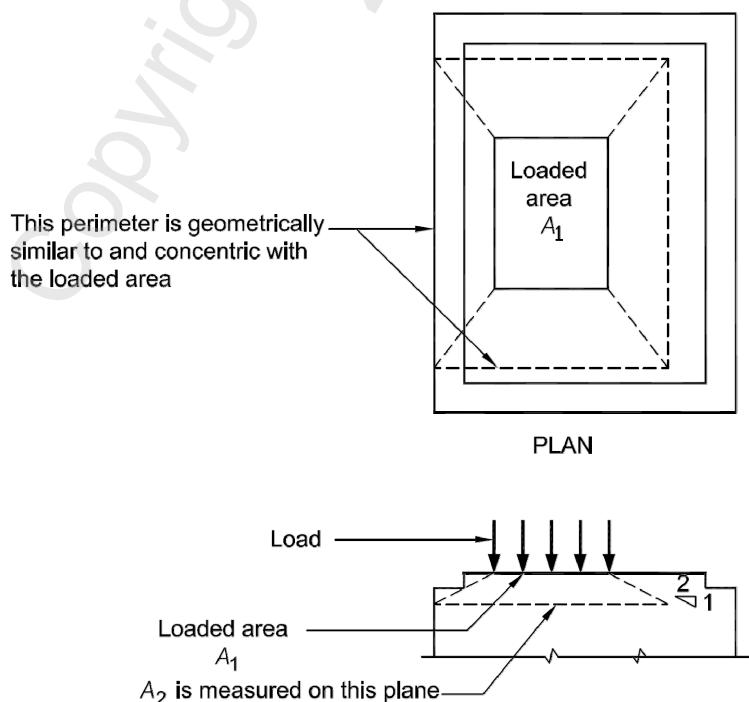 Copyrig
Loaded
area
A1
This perimeter is geometrically
similar to and concentric with
the loaded area
PLAN
Load
2
1
Loaded area
A1
A2 is measured on this plane